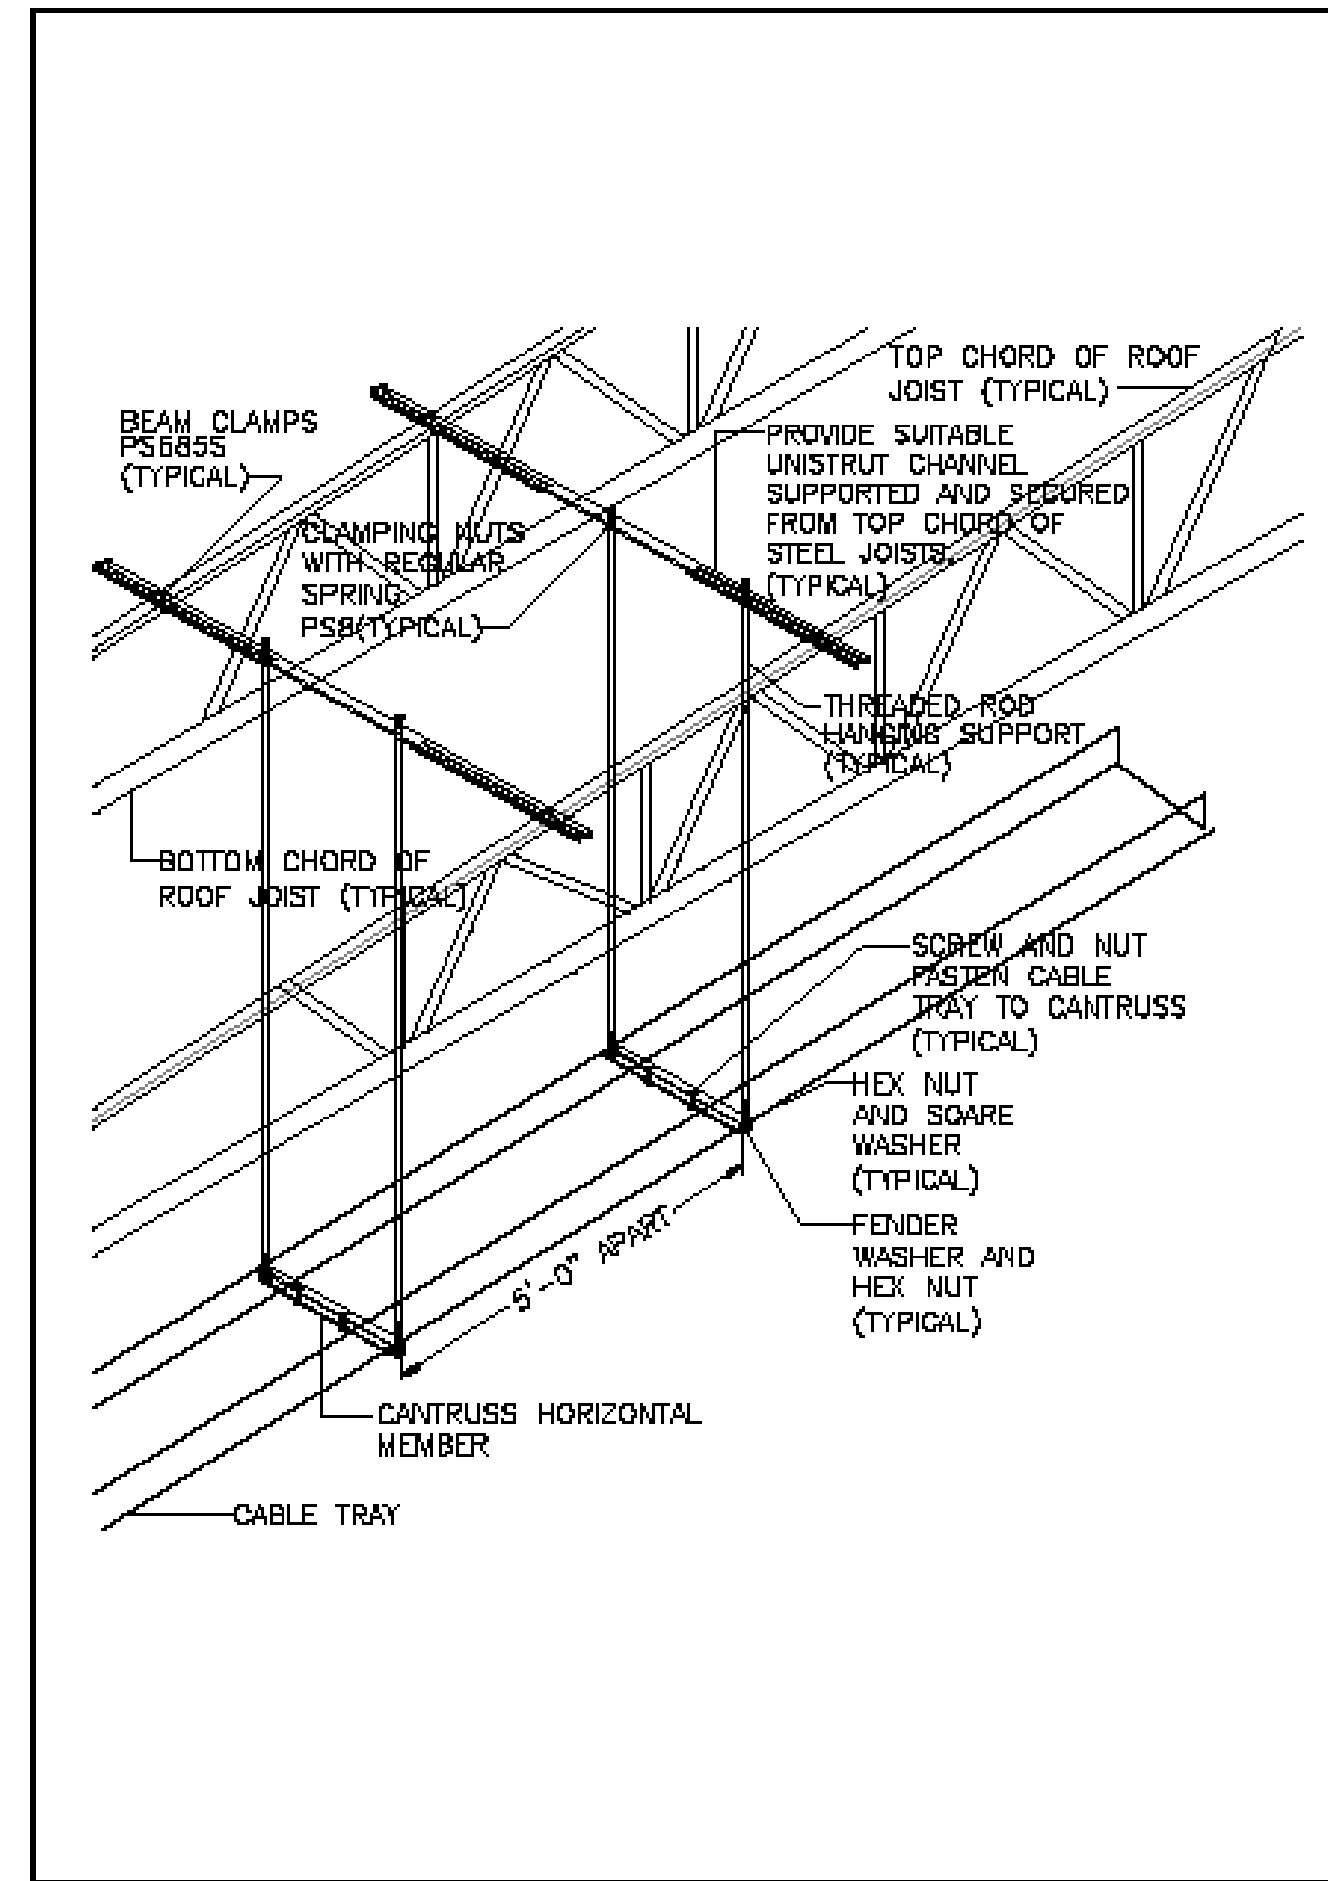 TOP CHORD OF ROOF
JOIST (TYPICAL)
BEAM CLAMPS
PS685S
(TYPICAL)
PROVIDE SUITABLE
UNISTRUT CHANNEL
SUPPORTED AND SECURED
FROM TOP CHORD OF
STEEL JOISTS.
(TYPICAL)
CLAMPING NUTS
WITH REGULAR
SPRING
PS8(TYPICAL)
THREADED ROD
HANGING SUPPORT
(TYPICAL)
BOTTOM CHORD OF
ROOF JOIST (TYPICAL)
SCREW AND NUT
FASTEN CABLE
TRAY TO CANTRUSS
(TYPICAL)
HEX NUT
AND SQARE
WASHER
(TYPICAL)
FENDER
WASHER AND
HEX NUT
(TYPICAL)
-0" APART
CANTRUSS HORIZONTAL
MEMBER
CABLE TRAY